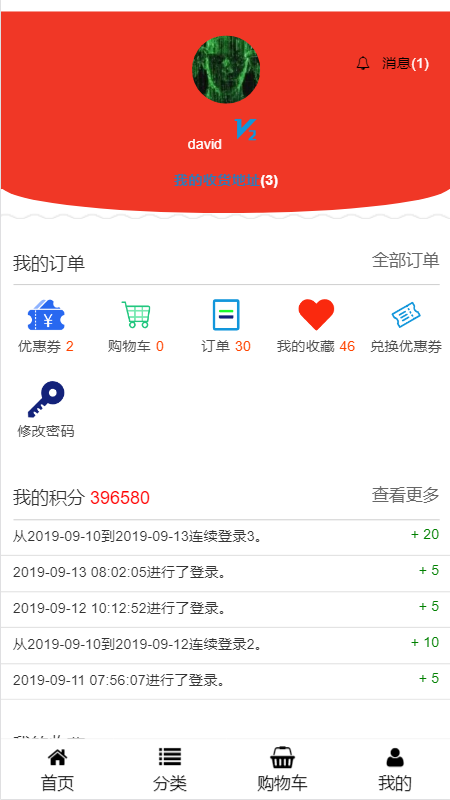 消息(1)
david V2
我的收货地址(3)
我的订单 全部订单
优惠券 2 购物车 0 订单 30 我的收藏 46 兑换优惠券
修改密码
我的积分 396580 查看更多
从2019-09-10到2019-09-13连续登录3。 + 20
2019-09-13 08:02:05进行了登录。 + 5
2019-09-12 10:12:52进行了登录。 + 5
从2019-09-10到2019-09-12连续登录2。 + 10
2019-09-11 07:56:07进行了登录。 + 5
首页 分类 购物车 我的